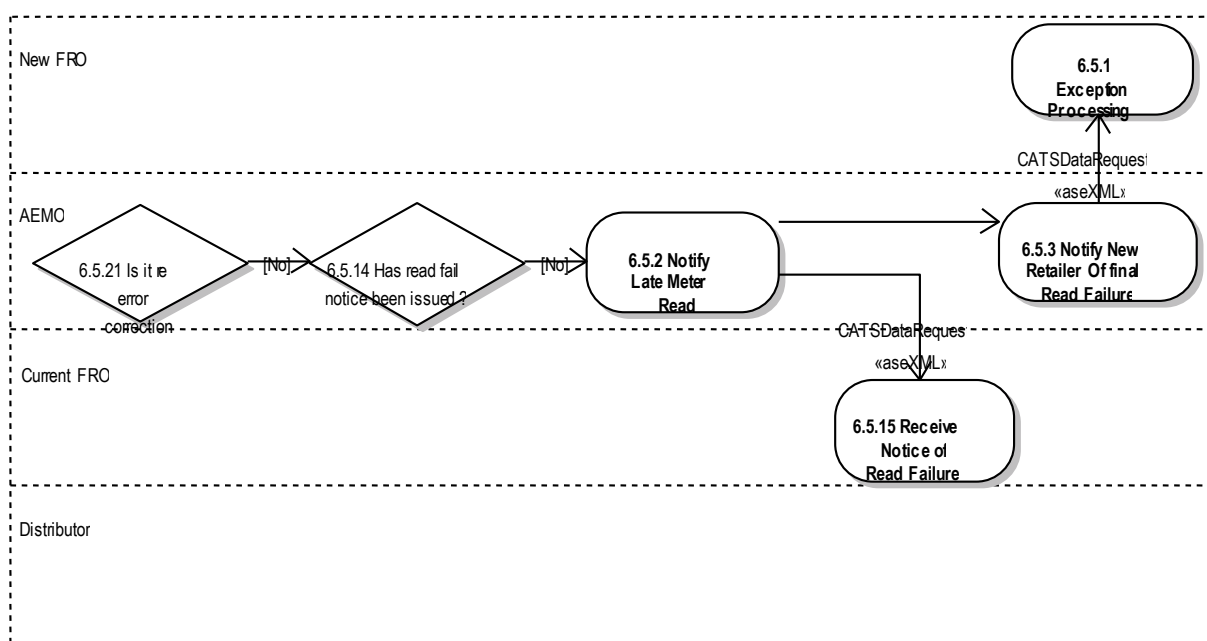 New FRO
6.5.1
Exception
Processing
CATSDataRequest
«aseXML»
AEMO
6.5.21 Is it re
error
correction
[No]
6.5.14 Has read fail
notice been issued ?
[No]
6.5.2 Notify
Late Meter
Read
6.5.3 Notify New
Retailer Of final
Read Failure
CATSDataReques
«aseXML»
Current FRO
6.5.15 Receive
Notice of
Read Failure
Distributor